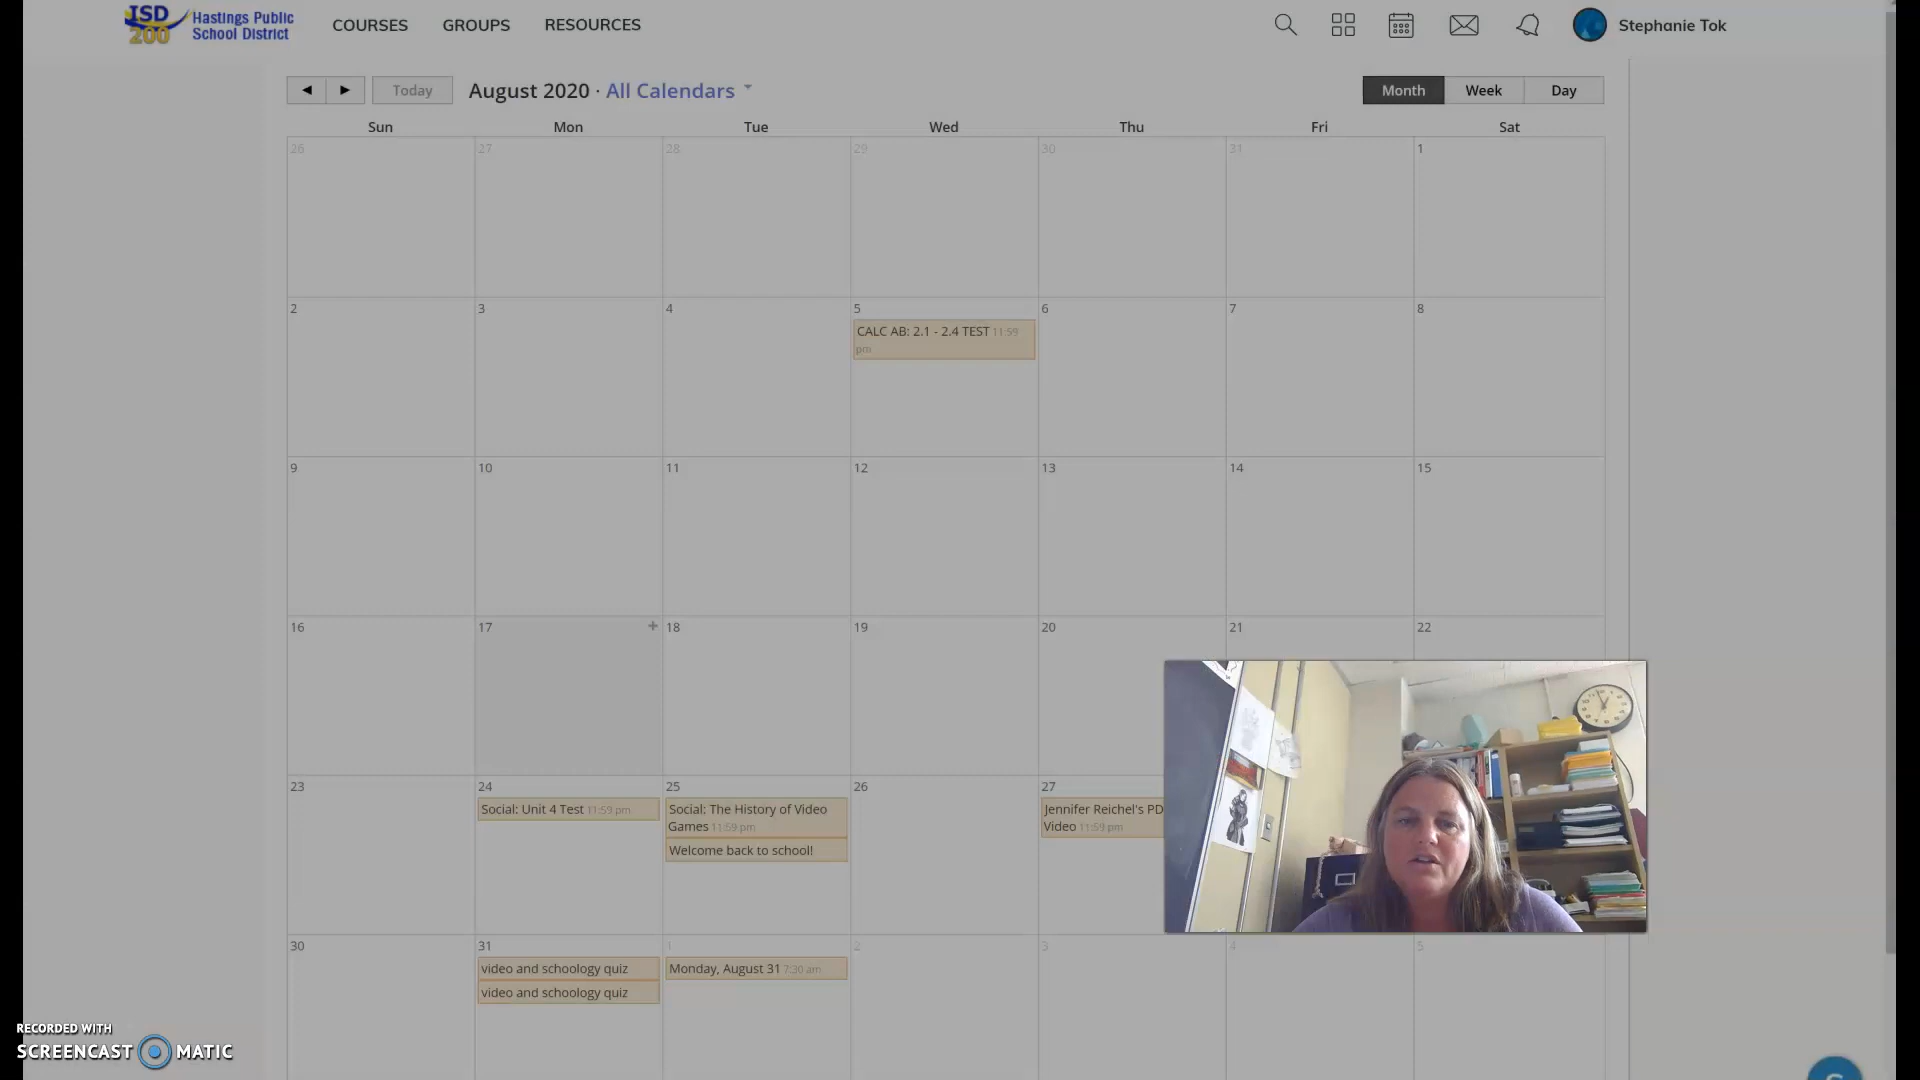 ISD
200
Hastings Public
School District
COURSES
GROUPS
RESOURCES
Stephanie Tok
Today
August 2020 · All Calendars
Month
Week
Day
Sun
Mon
Tue
Wed
Thu
Fri
Sat
26
27
28
29
30
31
1
2
3
4
5
6
7
8
CALC AB: 2.1 - 2.4 TEST 11:59
pm
9
10
11
12
13
14
15
16
17
+
18
19
20
21
22
23
24
25
26
27
Social: Unit 4 Test 11:59 pm
Social: The History of Video
Games 11:59 pm
Welcome back to school!
Jennifer Reichel's PD
Video 11:59 pm
30
31
1
2
3
4
5
video and schoology quiz
video and schoology quiz
Monday, August 31 7:30 am
RECORDED WITH
SCREENCAST MATIC